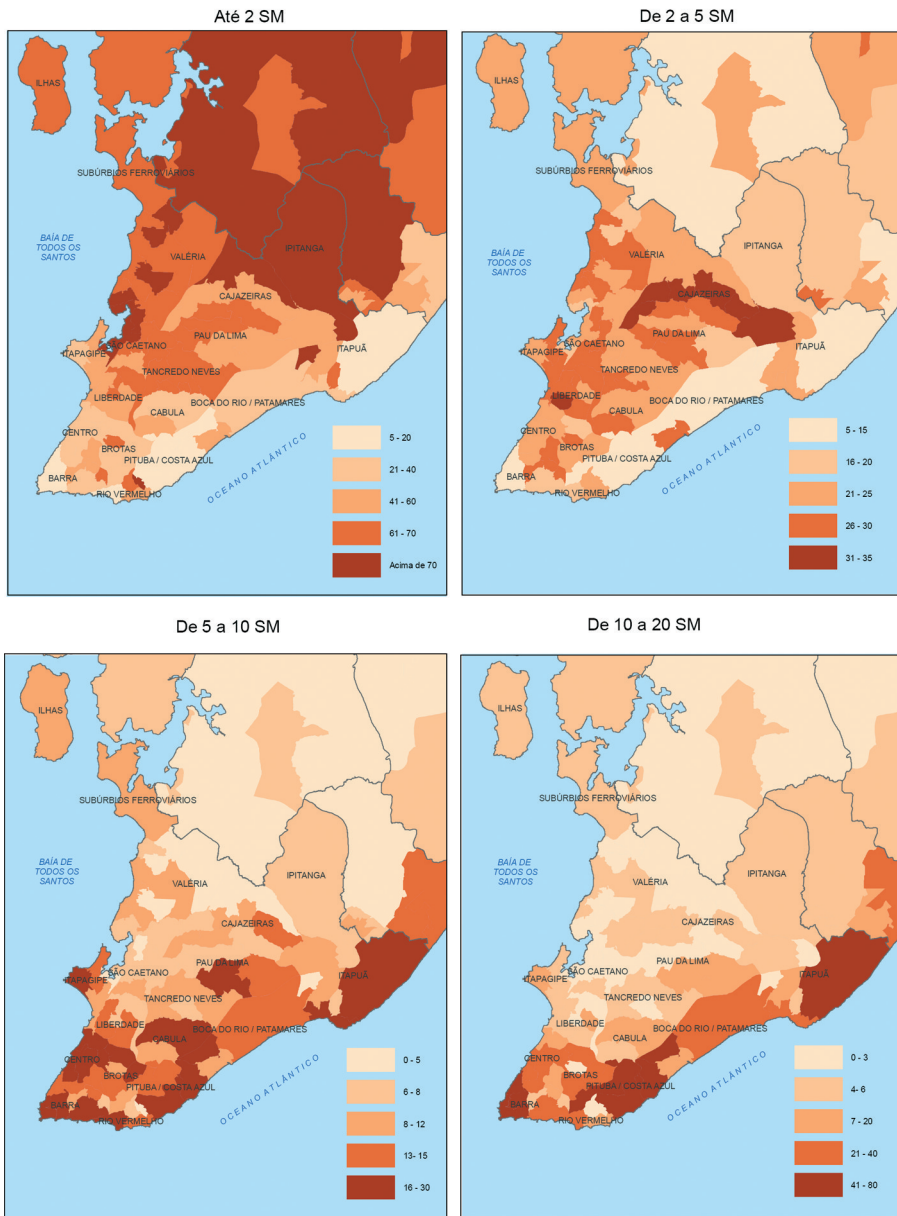 Até 2 SM
ILHAS
SUBÚRBIOS FERROVIÁRIOS
BAÍA DE
TODOS OS
SANTOS
VALÉRIA
IPITANGA
CAJAZEIRAS
PAU DA LIMA
SÃO CAETANO
ITAPAGIPE
ITAPUÃ
TANCREDO NEVES
LIBERDADE
BOCA DO RIO / PATAMARES
CABULA
CENTRO
BROTAS
PITUBA / COSTA AZUL
BARRA
RIO VERMELHO
OCEANO ATLÂNTICO
5 - 20
21 - 40
41 - 60
61 - 70
Acima de 70
De 2 a 5 SM
ILHAS
SUBÚRBIOS FERROVIÁRIOS
BAÍA DE
TODOS OS
SANTOS
VALÉRIA
IPITANGA
CAJAZEIRAS
PAU DA LIMA
SÃO CAETANO
ITAPAGIPE
ITAPUÃ
TANCREDO NEVES
LIBERDADE
BOCA DO RIO / PATAMARES
CABULA
CENTRO
BROTAS
PITUBA / COSTA AZUL
BARRA
RIO VERMELHO
OCEANO ATLÂNTICO
5 - 15
16 - 20
21 - 25
26 - 30
31 - 35
De 5 a 10 SM
ILHAS
SUBÚRBIOS FERROVIÁRIOS
BAÍA DE
TODOS OS
SANTOS
VALÉRIA
IPITANGA
CAJAZEIRAS
PAU DA LIMA
SÃO CAETANO
ITAPAGIPE
ITAPUÃ
TANCREDO NEVES
LIBERDADE
BOCA DO RIO / PATAMARES
CABULA
CENTRO
BROTAS
PITUBA / COSTA AZUL
BARRA
RIO VERMELHO
OCEANO ATLÂNTICO
0 - 5
6 - 8
8 - 12
13- 15
16 - 30
De 10 a 20 SM
ILHAS
SUBÚRBIOS FERROVIÁRIOS
BAÍA DE
TODOS OS
SANTOS
VALÉRIA
IPITANGA
CAJAZEIRAS
PAU DA LIMA
SÃO CAETANO
ITAPAGIPE
ITAPUÃ
TANCREDO NEVES
LIBERDADE
BOCA DO RIO / PATAMARES
CABULA
CENTRO
BROTAS
PITUBA / COSTA AZUL
BARRA
RIO VERMELHO
OCEANO ATLÂNTICO
0 - 3
4- 6
7 - 20
21 - 40
41 - 80